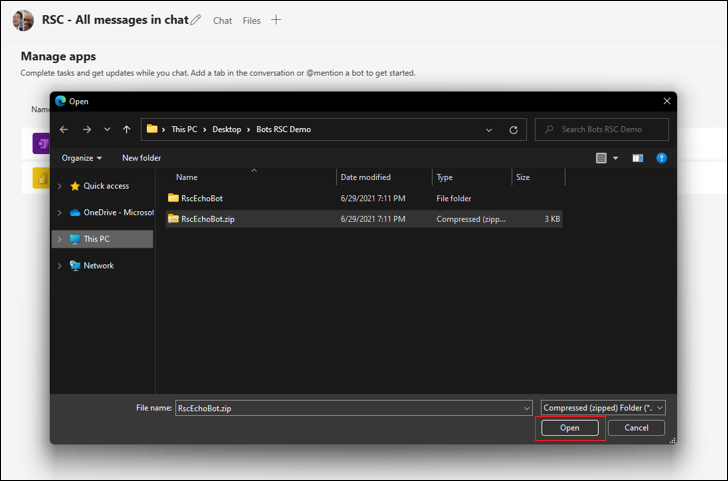 RSC - All messages in chat Chat Files
Manage apps
Complete tasks and get updates while you chat. Add a tab in the conversation or @mention a bot to get started.
Open
This PC > Desktop > Bots RSC Demo Search Bots RSC Demo
Organize New folder
Name Date modified Type Size
Quick access
OneDrive - Microsof
This PC
Network
RscEchoBot 6/29/2021 7:11 PM File folder
RscEchoBot.zip 6/29/2021 7:11 PM Compressed (zipp... 3 KB
File name: RscEchoBot.zip Compressed (zipped) Folder (*.
Open Cancel